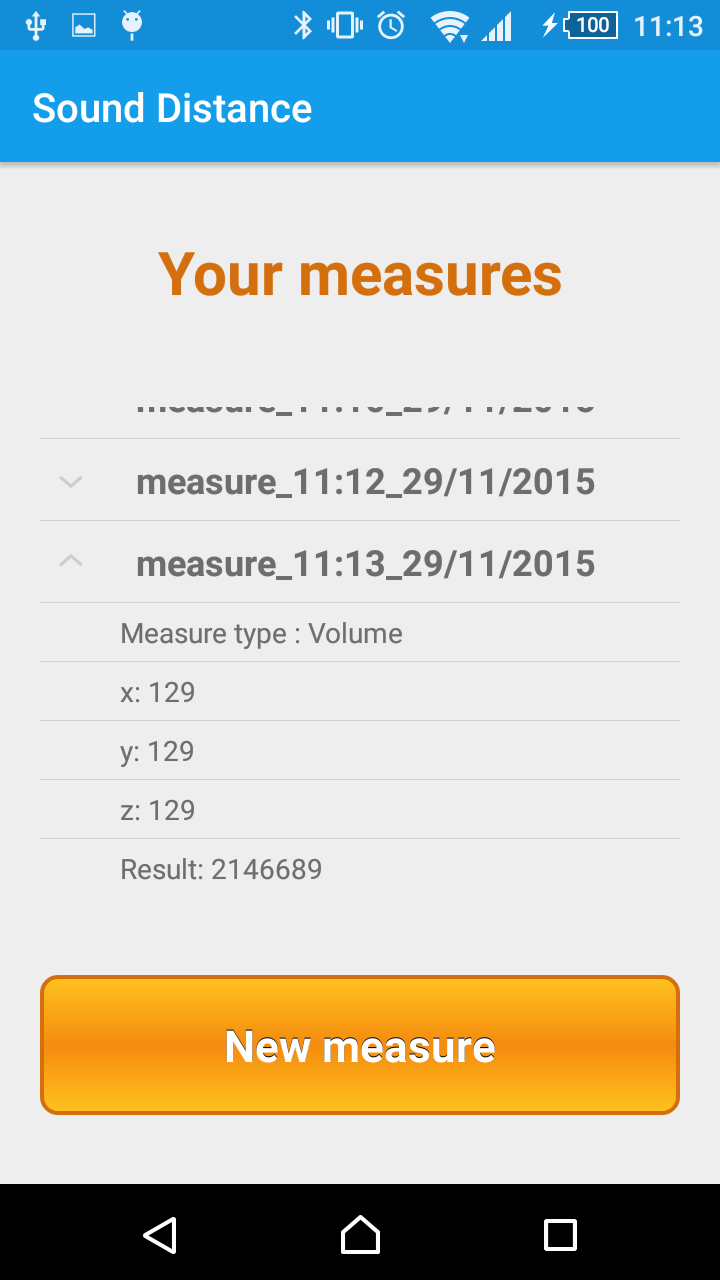 100 11:13
Sound Distance
Your measures
measure_11:12_29/11/2015
measure_11:13_29/11/2015
Measure type : Volume
x: 129
y: 129
z: 129
Result: 2146689
New measure